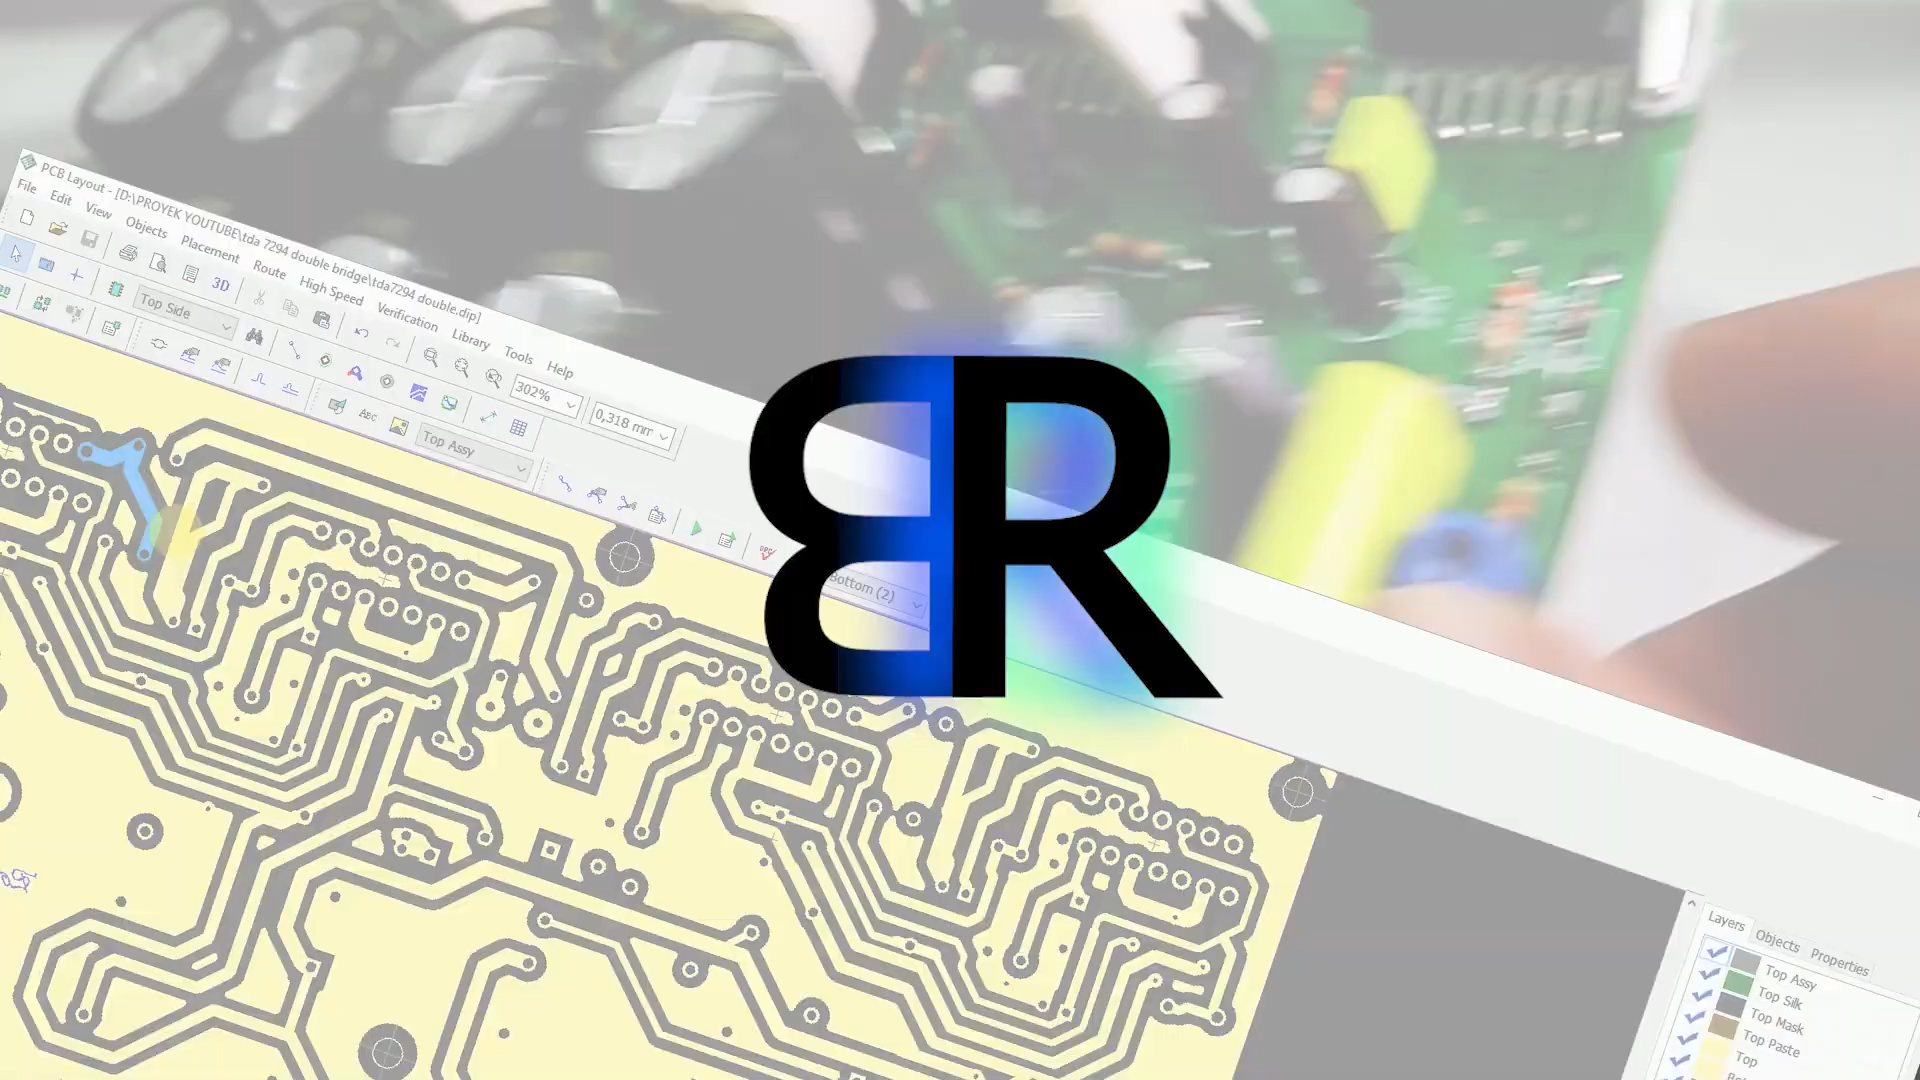 PCB Layout - [D:\PROYEK YOUTUBE\tda 7294 double bridge\tda7294 double.dip]
File Edit View Objects Placement Route High Speed Verification Library Tools Help
3D
302%
0,318 mm
Top Side
Abc
Top Assy
Bottom (2)
BR
Layers Objects Properties
Top Assy
Top Silk
Top Mask
Top Paste
Top